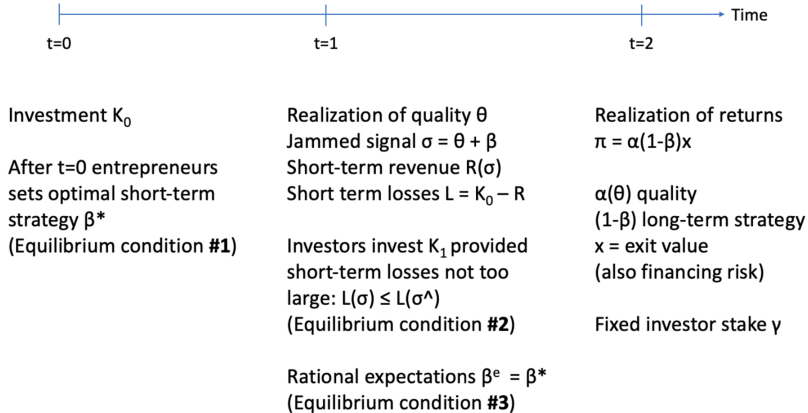 Time
t=0
t=1
t=2
Investment K₀
After t=0 entrepreneurs
sets optimal short-term
strategy β*
(Equilibrium condition #1)
Realization of quality θ
Jammed signal σ = θ + β
Short-term revenue R(σ)
Short term losses L = K₀ – R
Investors invest K₁ provided
short-term losses not too
large: L(σ) ≤ L(σ^)
(Equilibrium condition #2)
Rational expectations βᵉ = β*
(Equilibrium condition #3)
Realization of returns
π = α(1-β)x
α(θ) quality
(1-β) long-term strategy
x = exit value
(also financing risk)
Fixed investor stake γ